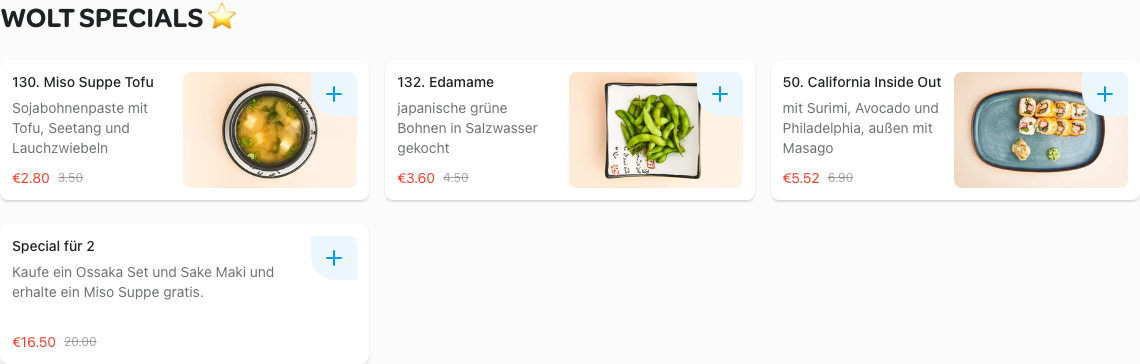 WOLT SPECIALS ⭐
130. Miso Suppe Tofu
Sojabohnenpaste mit
Tofu, Seetang und
Lauchzwiebeln
€2.80 3.50
132. Edamame
japanische grüne
Bohnen in Salzwasser
gekocht
€3.60 4.50
50. California Inside Out
mit Surimi, Avocado und
Philadelphia, außen mit
Masago
€5.52 6.90
Special für 2
Kaufe ein Ossaka Set und Sake Maki und
erhalte ein Miso Suppe gratis.
€16.50 20.00